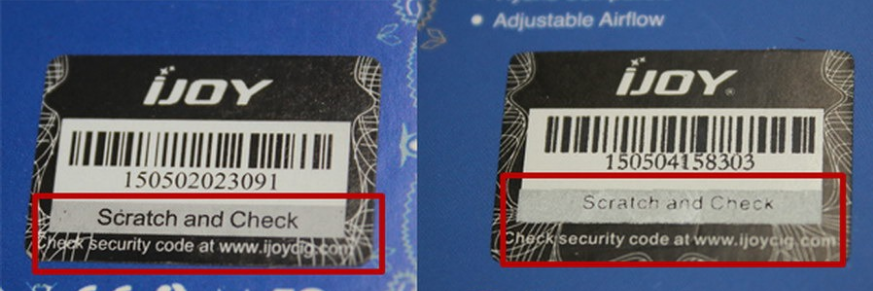 iJOY
150502023091
Scratch and Check
Check security code at www.ijoycig.com
Adjustable Airflow
iJOY®
150504158303
Scratch and Check
Check security code at www.ijoycig.com